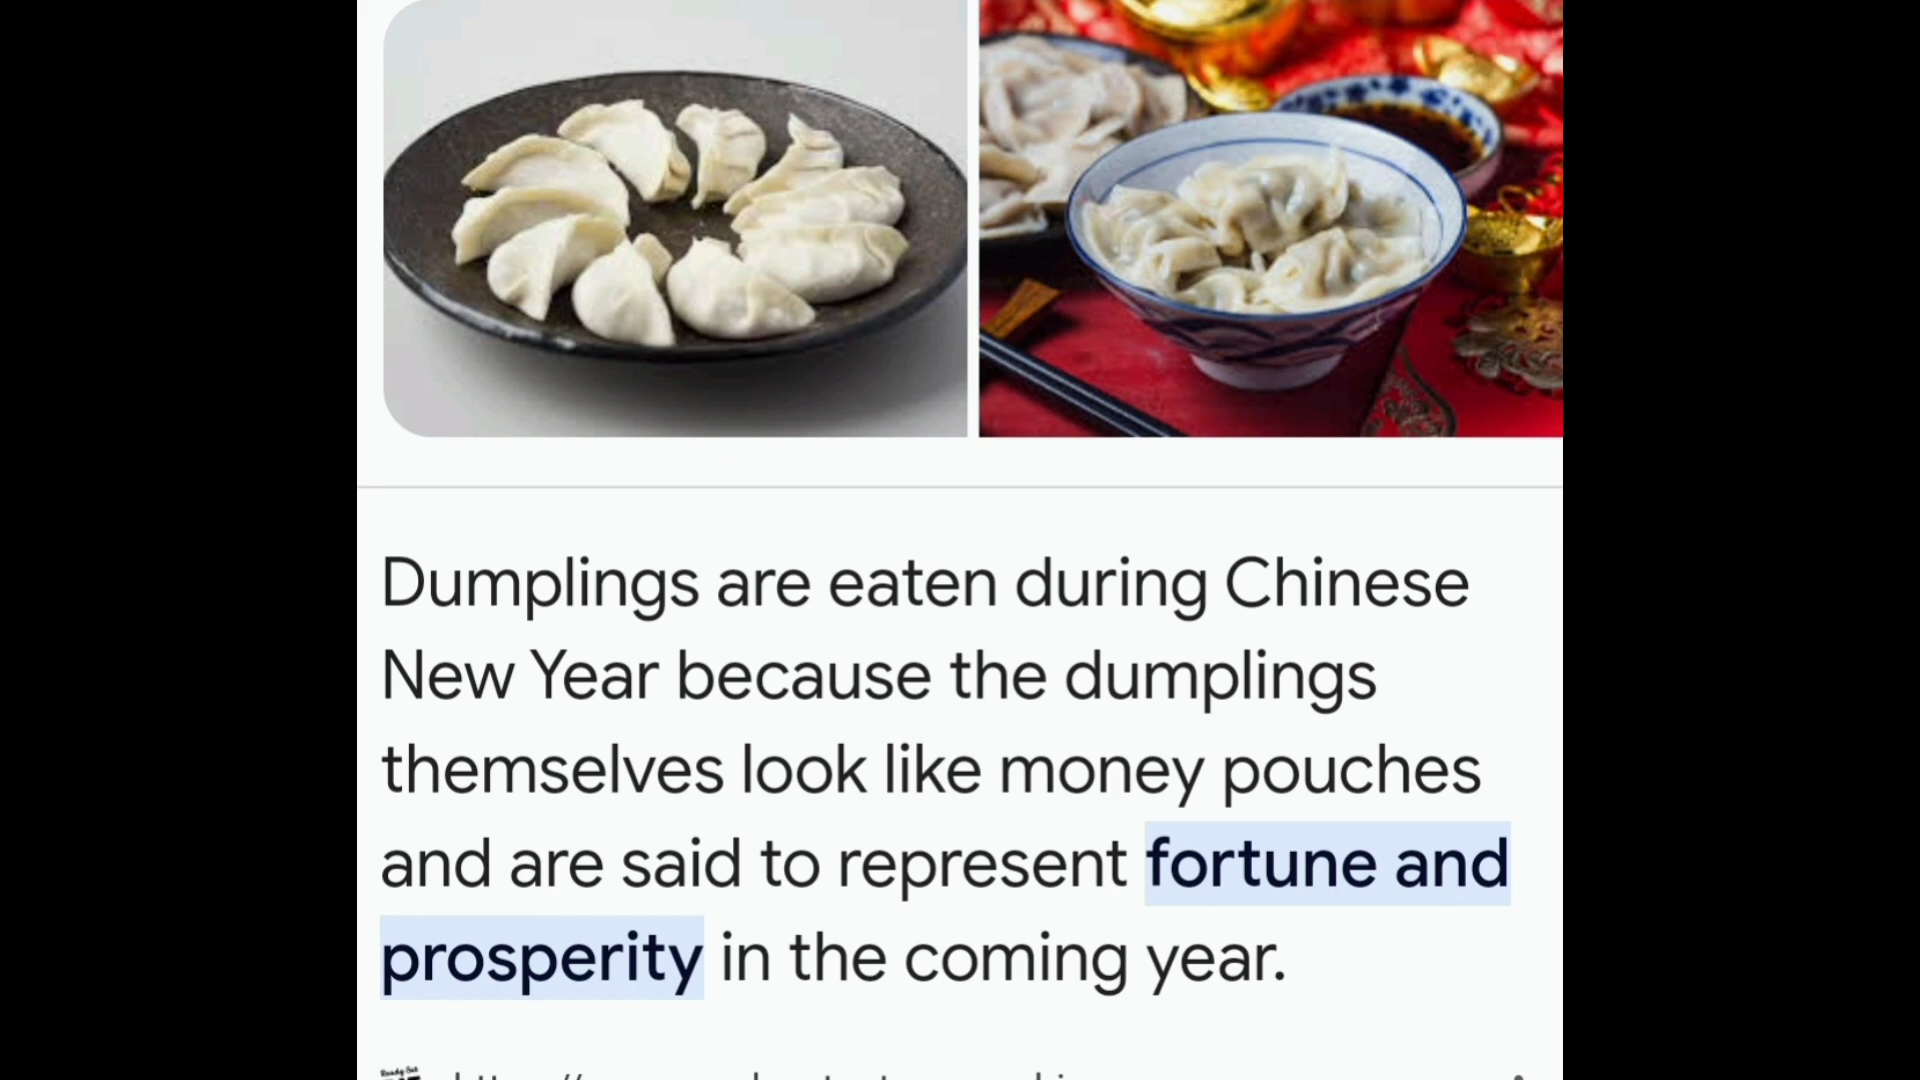 Dumplings are eaten during Chinese
New Year because the dumplings
themselves look like money pouches
and are said to represent fortune and
prosperity in the coming year.